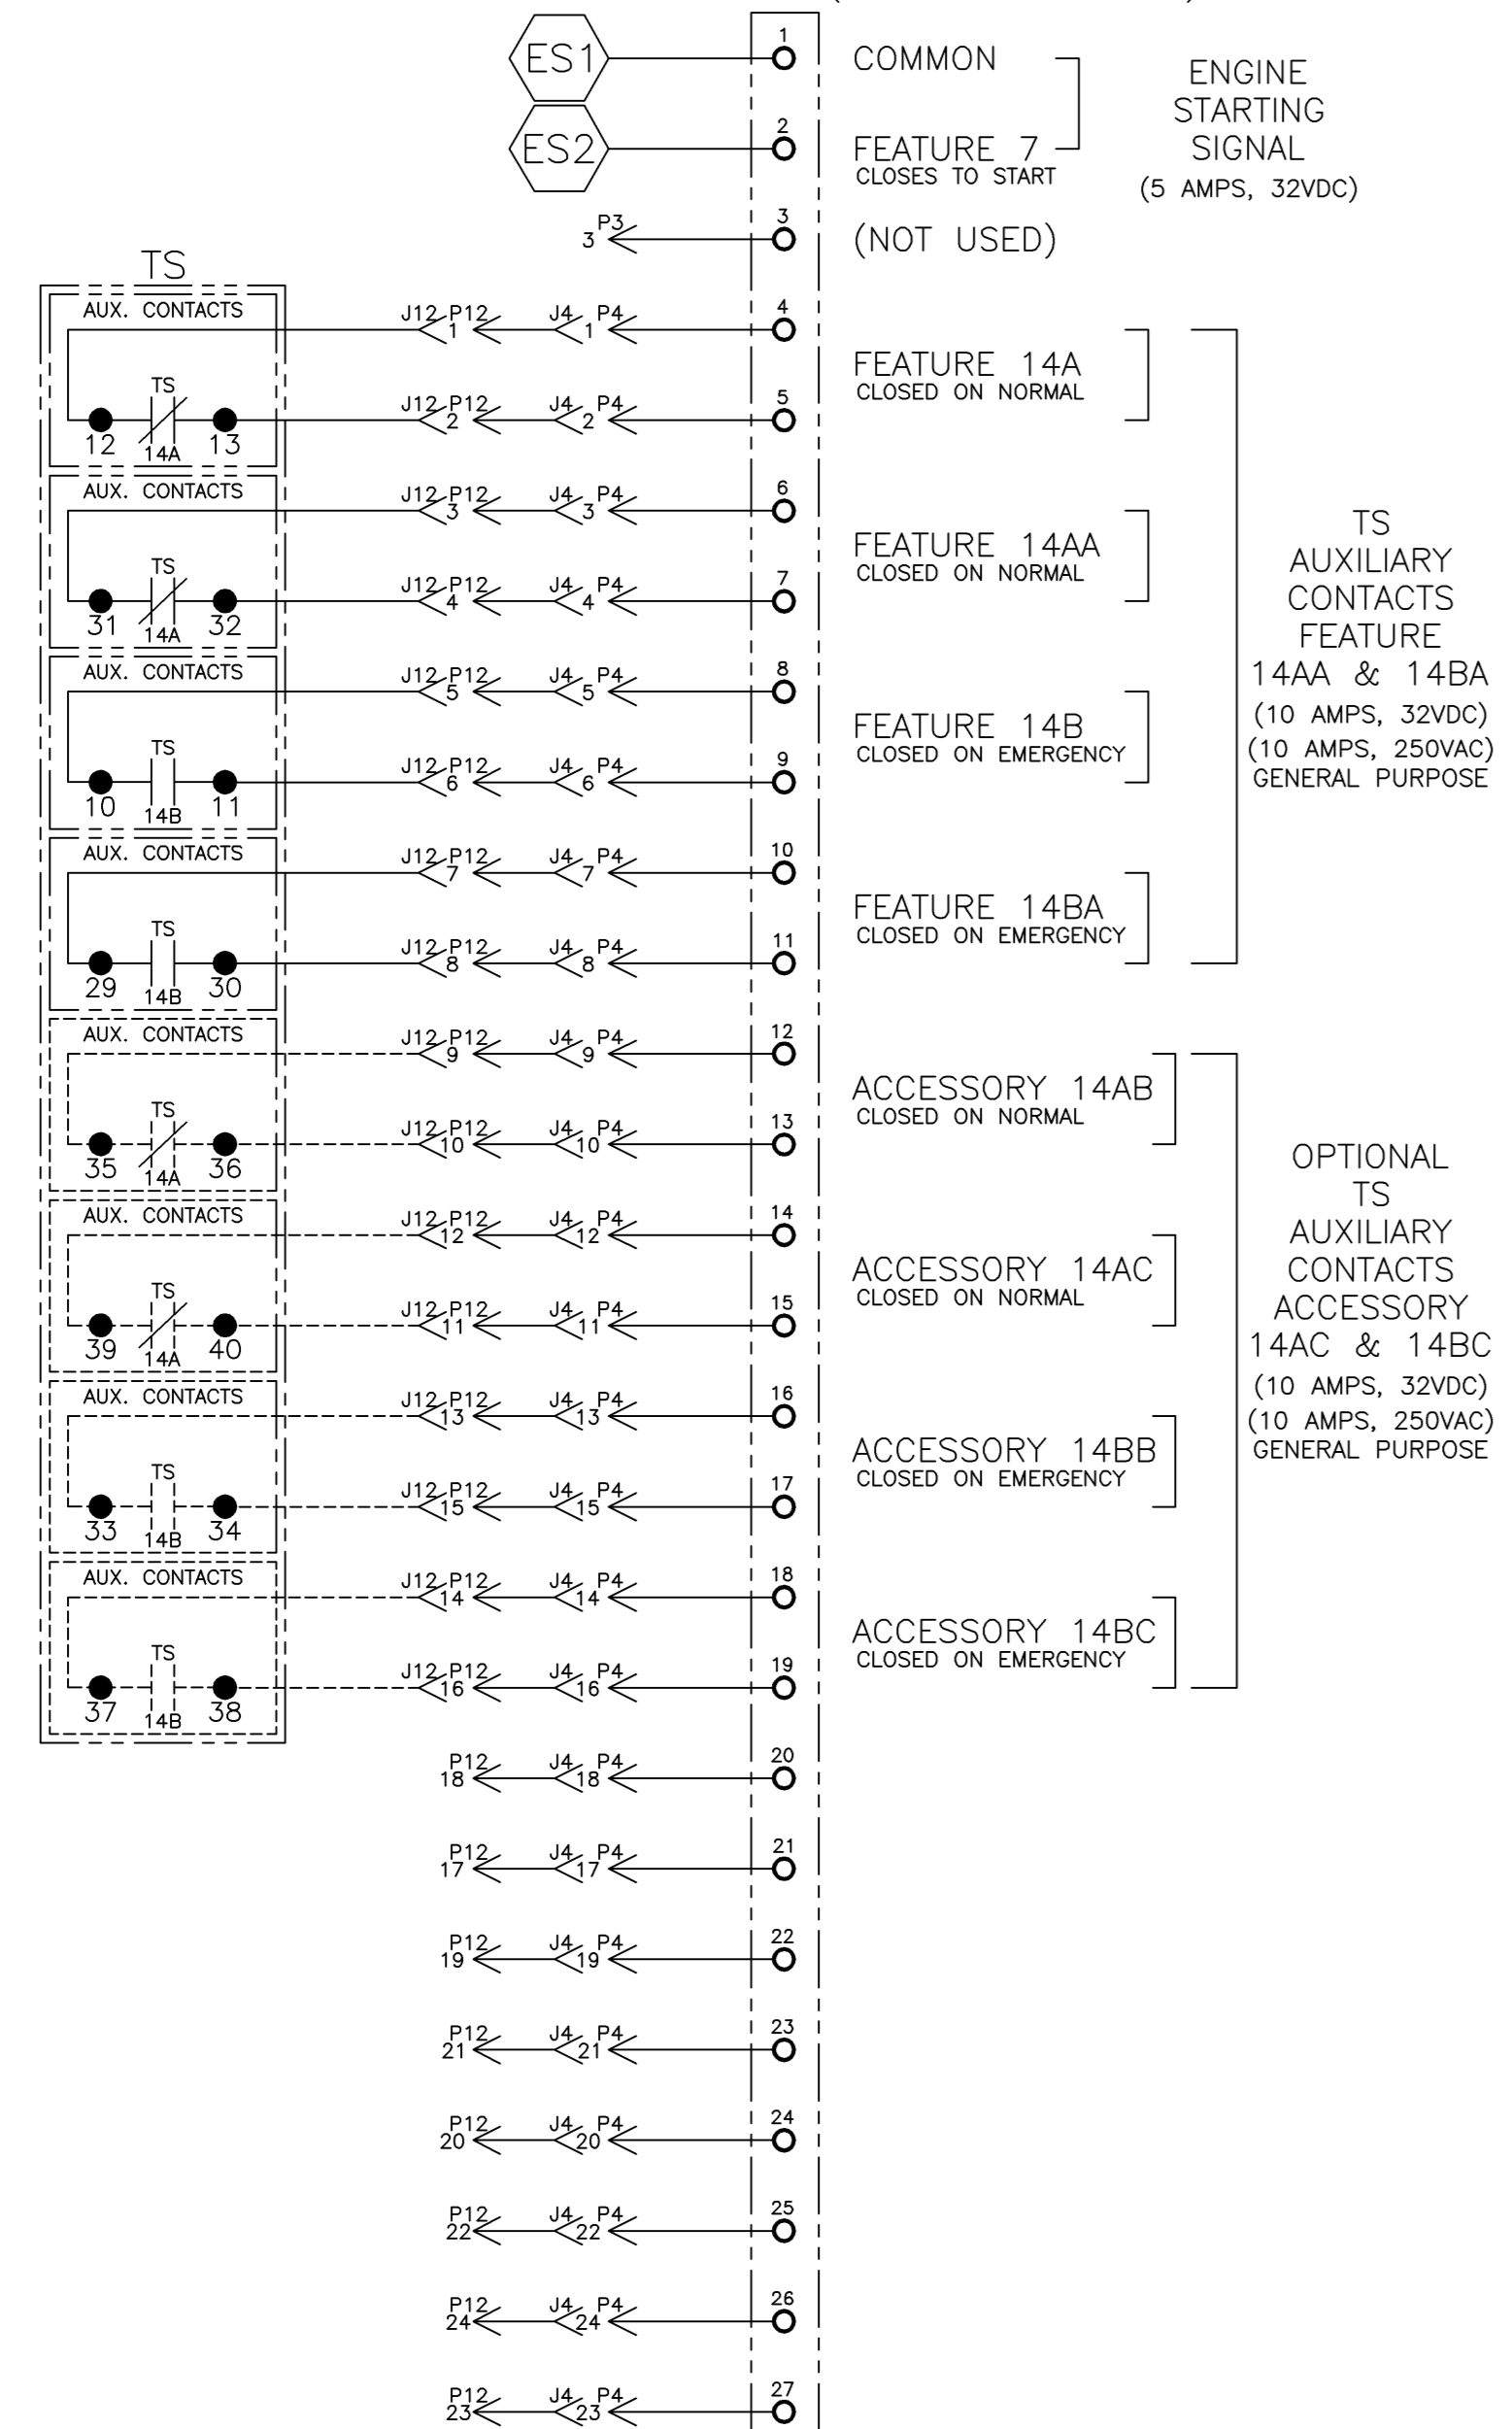 ES1
1
COMMON
ENGINE
STARTING
SIGNAL
(5 AMPS, 32VDC)
ES2
2
FEATURE 7
CLOSES TO START
P3
3
3
(NOT USED)
TS
AUX. CONTACTS
J12 P12 J4 P4
1 1
4
FEATURE 14A
CLOSED ON NORMAL
TS
12 14A 13
J12 P12 J4 P4
2 2
5
AUX. CONTACTS
J12 P12 J4 P4
3 3
6
FEATURE 14AA
CLOSED ON NORMAL
TS
31 14A 32
J12 P12 J4 P4
4 4
7
TS
AUXILIARY
CONTACTS
FEATURE
14AA & 14BA
(10 AMPS, 32VDC)
(10 AMPS, 250VAC)
GENERAL PURPOSE
AUX. CONTACTS
J12 P12 J4 P4
5 5
8
FEATURE 14B
CLOSED ON EMERGENCY
TS
10 14B 11
J12 P12 J4 P4
6 6
9
AUX. CONTACTS
J12 P12 J4 P4
7 7
10
FEATURE 14BA
CLOSED ON EMERGENCY
TS
29 14B 30
J12 P12 J4 P4
8 8
11
AUX. CONTACTS
J12 P12 J4 P4
9 9
12
ACCESSORY 14AB
CLOSED ON NORMAL
TS
35 14A 36
J12 P12 J4 P4
10 10
13
OPTIONAL
TS
AUXILIARY
CONTACTS
ACCESSORY
14AC & 14BC
(10 AMPS, 32VDC)
(10 AMPS, 250VAC)
GENERAL PURPOSE
AUX. CONTACTS
J12 P12 J4 P4
12 12
14
ACCESSORY 14AC
CLOSED ON NORMAL
TS
39 14A 40
J12 P12 J4 P4
11 11
15
AUX. CONTACTS
J12 P12 J4 P4
13 13
16
ACCESSORY 14BB
CLOSED ON EMERGENCY
TS
33 14B 34
J12 P12 J4 P4
15 15
17
AUX. CONTACTS
J12 P12 J4 P4
14 14
18
ACCESSORY 14BC
CLOSED ON EMERGENCY
TS
37 14B 38
J12 P12 J4 P4
16 16
19
P12 J4 P4
18 18
20
P12 J4 P4
17 17
21
P12 J4 P4
19 19
22
P12 J4 P4
21 21
23
P12 J4 P4
20 20
24
P12 J4 P4
22 22
25
P12 J4 P4
24 24
26
P12 J4 P4
23 23
27